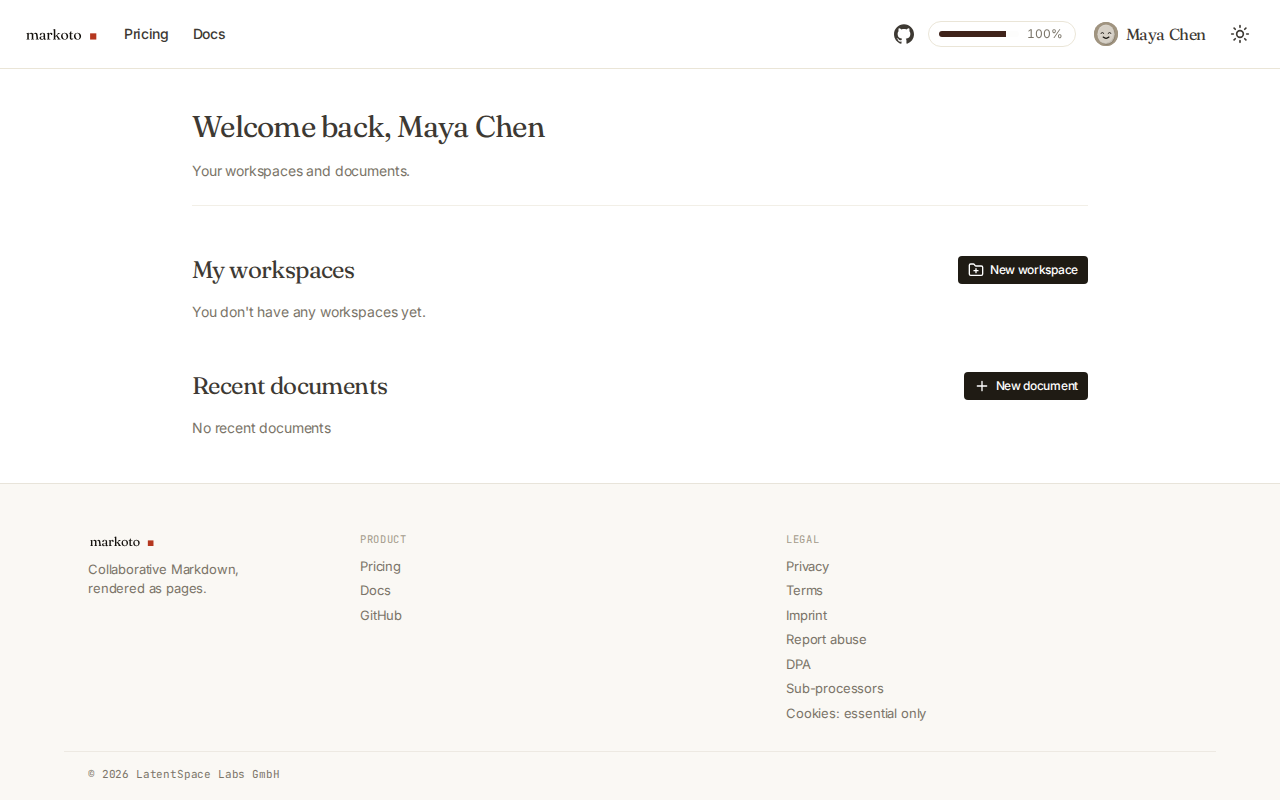 markoto
Pricing
Docs
100%
Maya Chen
Welcome back, Maya Chen
Your workspaces and documents.
My workspaces
New workspace
You don't have any workspaces yet.
Recent documents
New document
No recent documents
markoto
Collaborative Markdown,
rendered as pages.
PRODUCT
Pricing
Docs
GitHub
LEGAL
Privacy
Terms
Imprint
Report abuse
DPA
Sub-processors
Cookies: essential only
© 2026 LatentSpace Labs GmbH